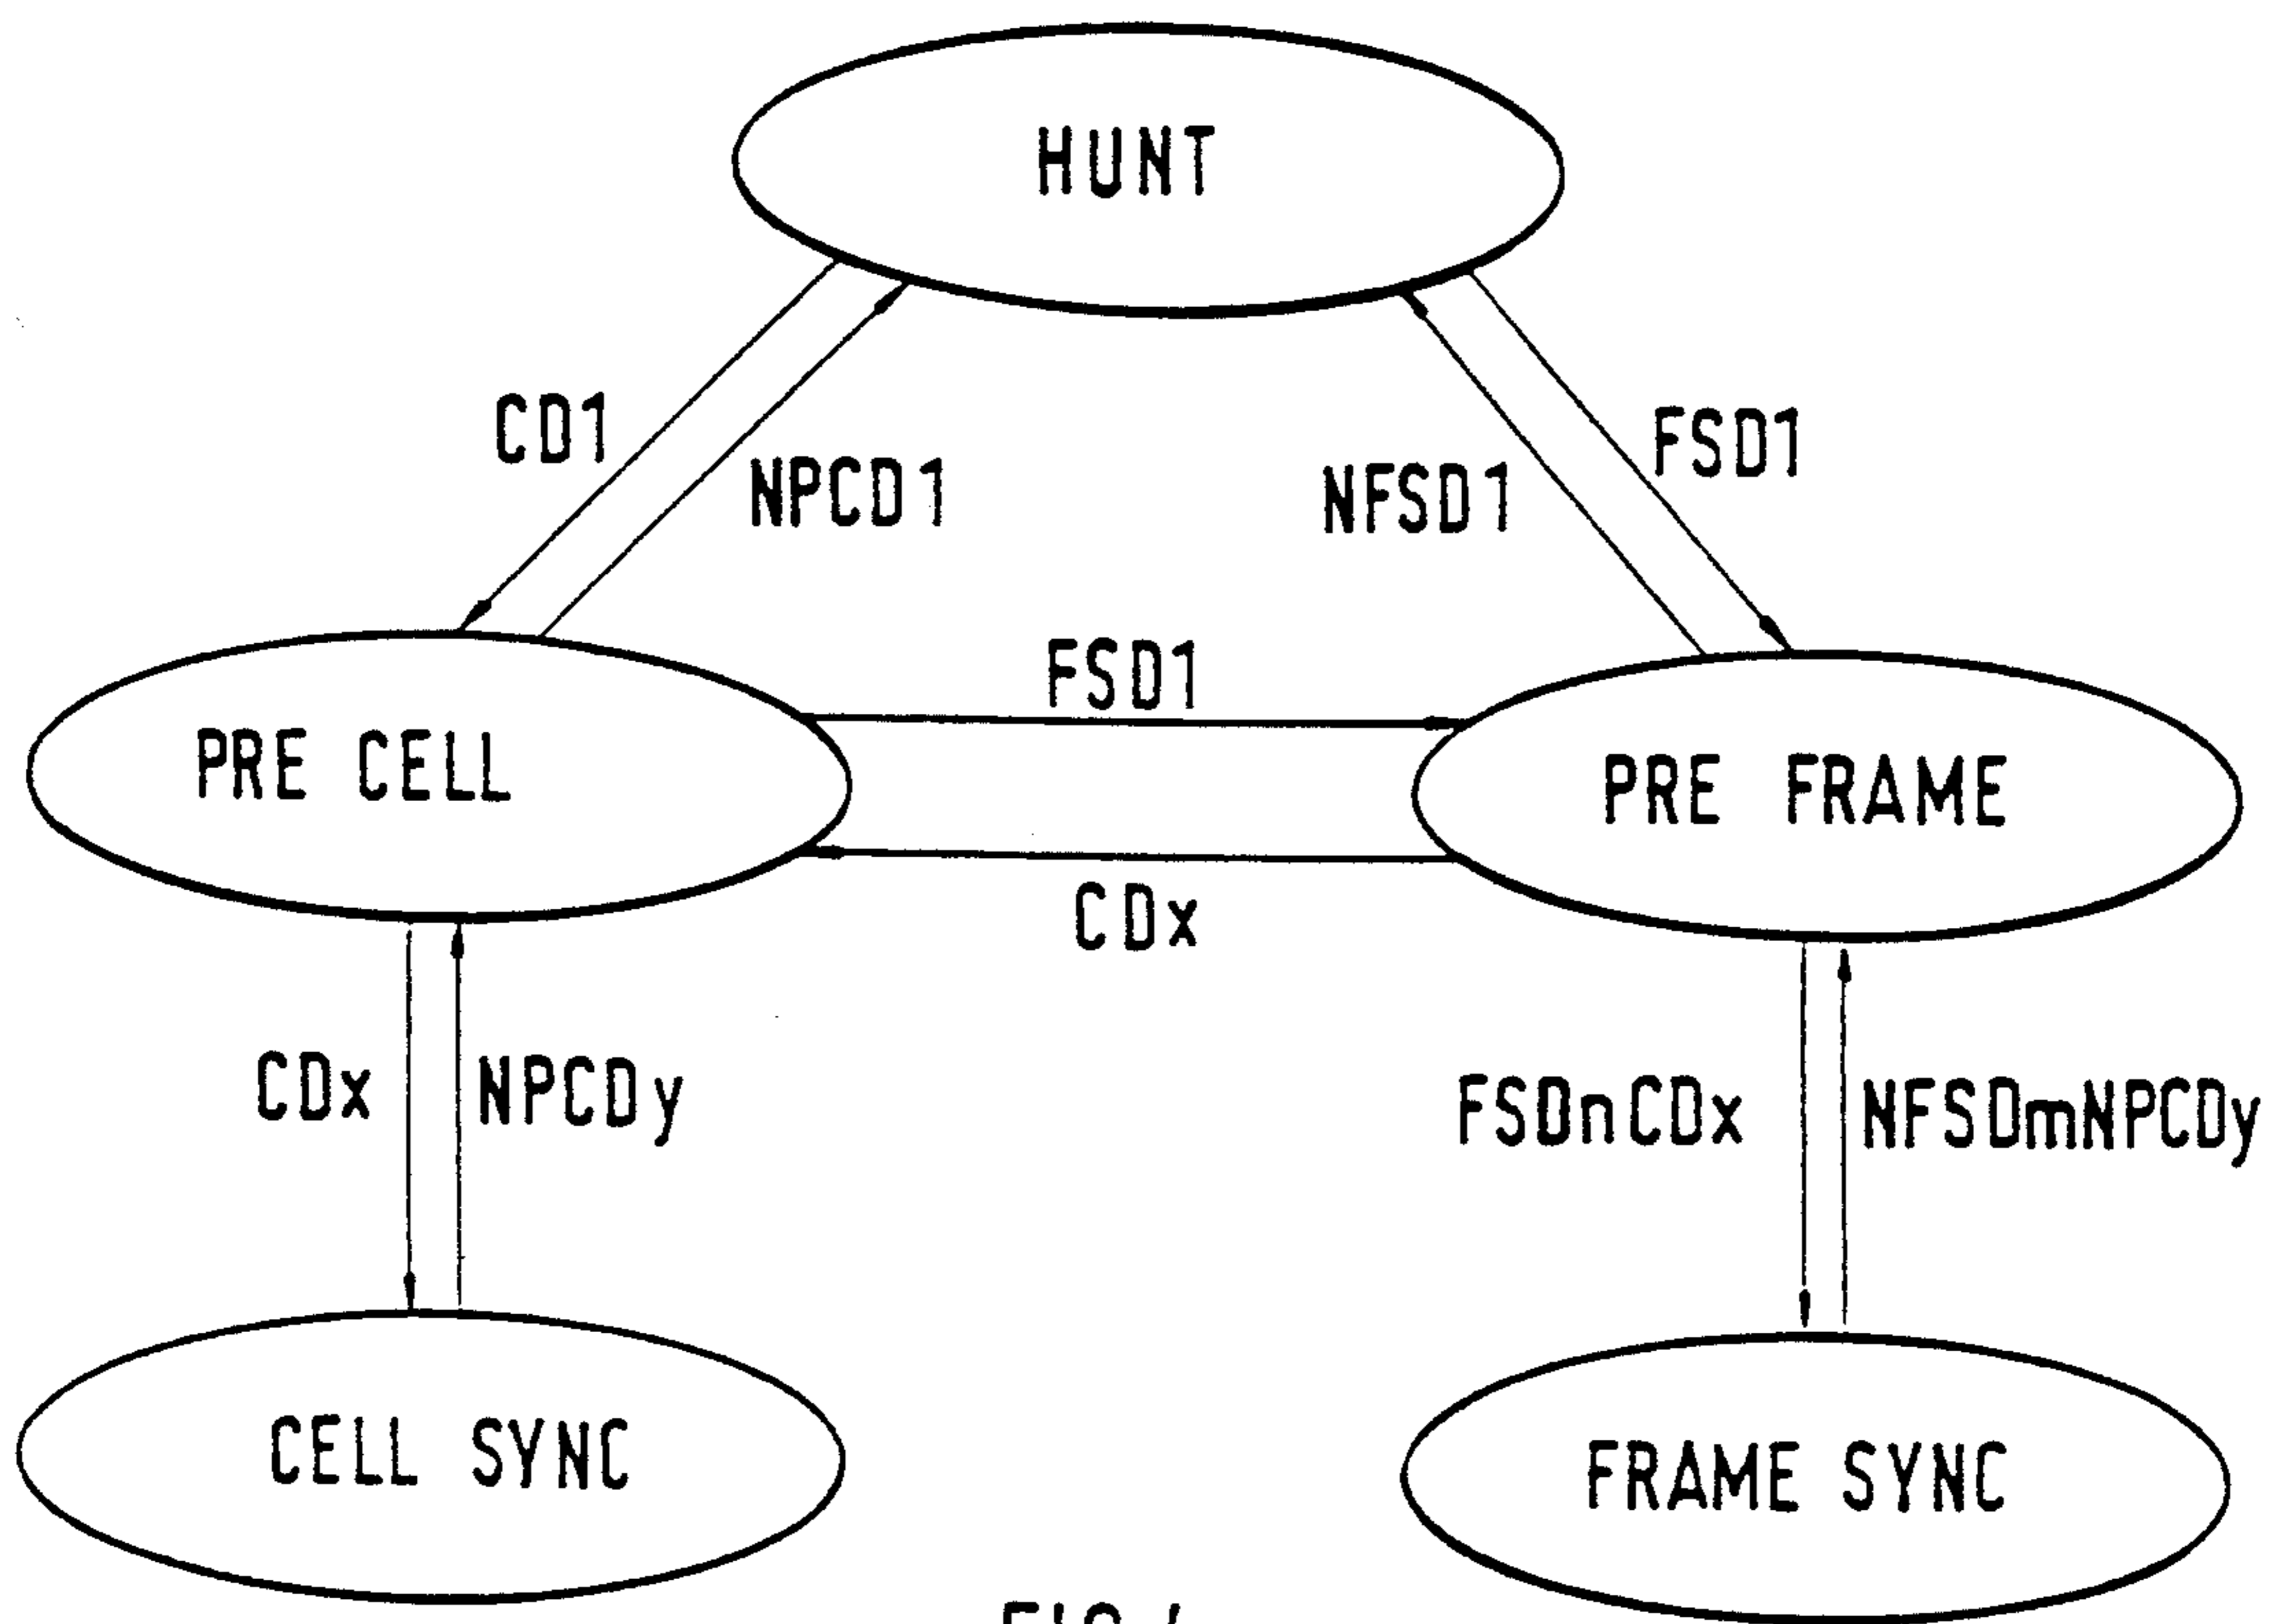 HUNT
CD1
NPCD1
NFSD1
FSD1
FSD1
PRE CELL
PRE FRAME
CDx
CDx
NPCDy
FSDnCDx
NFSDmNPCDy
CELL SYNC
FRAME SYNC